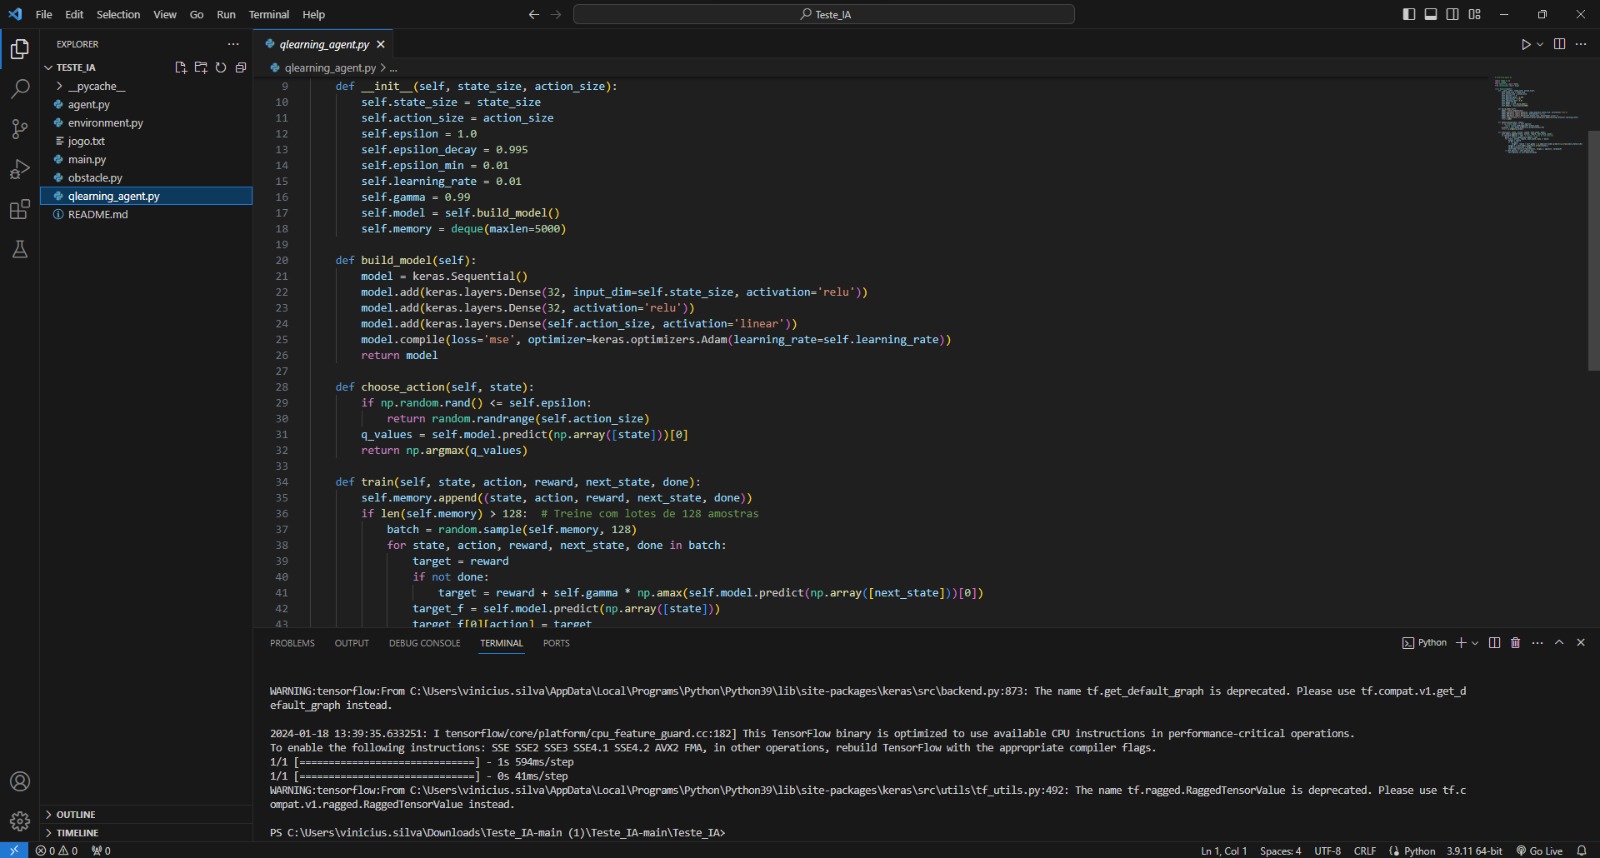 File Edit Selection View Go Run Terminal Help
Teste_IA
EXPLORER
TESTE_IA
__pycache__
agent.py
environment.py
jogo.txt
main.py
obstacle.py
qlearning_agent.py
README.md
OUTLINE
TIMELINE
qlearning_agent.py
qlearning_agent.py > ...
9 def __init__(self, state_size, action_size):
10 self.state_size = state_size
11 self.action_size = action_size
12 self.epsilon = 1.0
13 self.epsilon_decay = 0.995
14 self.epsilon_min = 0.01
15 self.learning_rate = 0.01
16 self.gamma = 0.99
17 self.model = self.build_model()
18 self.memory = deque(maxlen=5000)
19
20 def build_model(self):
21 model = keras.Sequential()
22 model.add(keras.layers.Dense(32, input_dim=self.state_size, activation='relu'))
23 model.add(keras.layers.Dense(32, activation='relu'))
24 model.add(keras.layers.Dense(self.action_size, activation='linear'))
25 model.compile(loss='mse', optimizer=keras.optimizers.Adam(learning_rate=self.learning_rate))
26 return model
27
28 def choose_action(self, state):
29 if np.random.rand() <= self.epsilon:
30 return random.randrange(self.action_size)
31 q_values = self.model.predict(np.array([state]))[0]
32 return np.argmax(q_values)
33
34 def train(self, state, action, reward, next_state, done):
35 self.memory.append((state, action, reward, next_state, done))
36 if len(self.memory) > 128: # Treine com lotes de 128 amostras
37 batch = random.sample(self.memory, 128)
38 for state, action, reward, next_state, done in batch:
39 target = reward
40 if not done:
41 target = reward + self.gamma * np.amax(self.model.predict(np.array([next_state]))[0])
42 target_f = self.model.predict(np.array([state]))
43 target_f[0][action] = target
PROBLEMS OUTPUT DEBUG CONSOLE TERMINAL PORTS
Python
WARNING:tensorflow:From C:\Users\vinicius.silva\AppData\Local\Programs\Python\Python39\lib\site-packages\keras\src\backend.py:873: The name tf.get_default_graph is deprecated. Please use tf.compat.v1.get_d
efault_graph instead.
2024-01-18 13:39:35.633251: I tensorflow/core/platform/cpu_feature_guard.cc:182] This TensorFlow binary is optimized to use available CPU instructions in performance-critical operations.
To enable the following instructions: SSE SSE2 SSE3 SSE4.1 SSE4.2 AVX2 FMA, in other operations, rebuild TensorFlow with the appropriate compiler flags.
1/1 [==============================] - 1s 594ms/step
1/1 [==============================] - 0s 41ms/step
WARNING:tensorflow:From C:\Users\vinicius.silva\AppData\Local\Programs\Python\Python39\lib\site-packages\keras\src\utils\tf_utils.py:492: The name tf.ragged.RaggedTensorValue is deprecated. Please use tf.c
ompat.v1.ragged.RaggedTensorValue instead.
PS C:\Users\vinicius.silva\Downloads\Teste_IA-main (1)\Teste_IA-main\Teste_IA>
0 0 0
Ln 1, Col 1 Spaces: 4 UTF-8 CRLF Python 3.9.11 64-bit Go Live